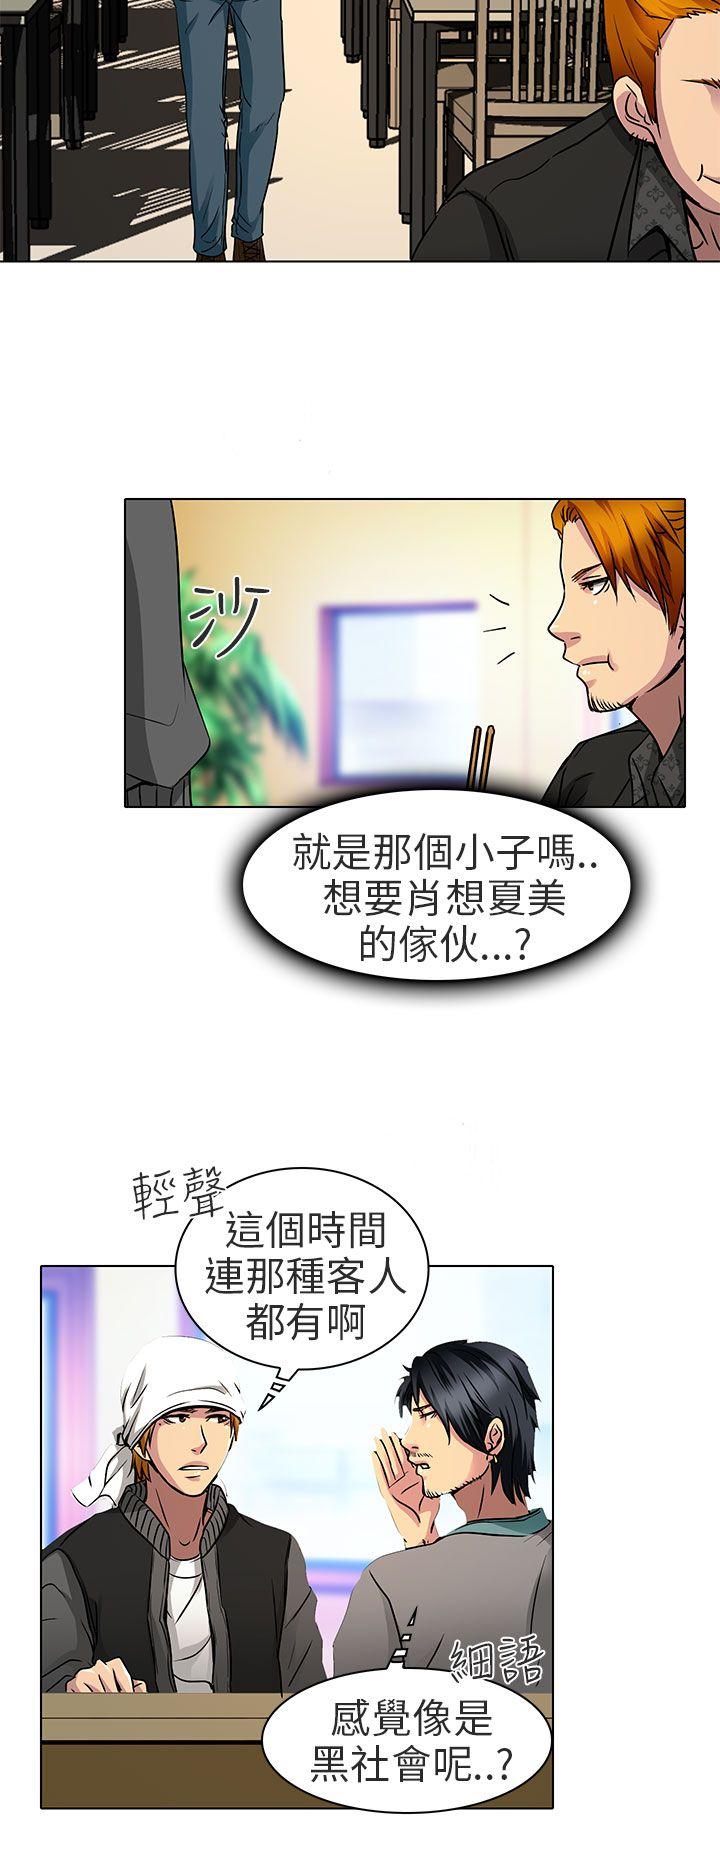 沙
就是那個小子嗎..
想要肖想夏美
的傢伙...?
輕聲
這個時間
連那種客人
都有啊
細語
感覺像是
黑社會呢..?